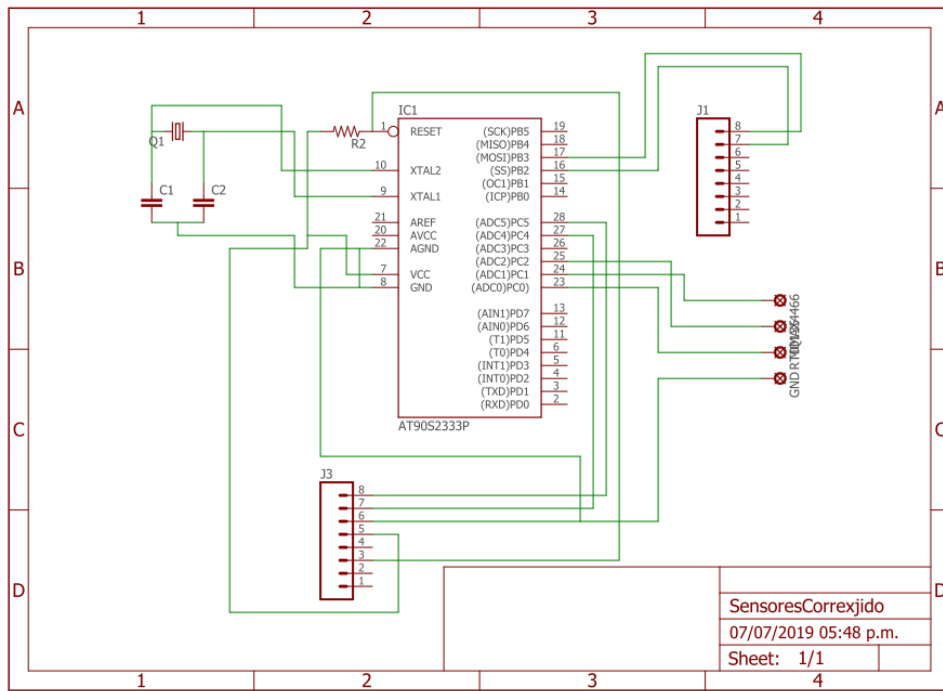 1 2 3 4
A
B
C
D
A
B
C
D
Q1
C1
C2
R2
IC1
1 RESET
10 XTAL2
9 XTAL1
21 AREF
20 AVCC
22 AGND
7 VCC
8 GND
(SCK)PB5 19
(MISO)PB4 18
(MOSI)PB3 17
(SS)PB2 16
(OC1)PB1 15
(ICP)PB0 14
(ADC5)PC5 28
(ADC4)PC4 27
(ADC3)PC3 26
(ADC2)PC2 25
(ADC1)PC1 24
(ADC0)PC0) 23
(AIN1)PD7 13
(AIN0)PD6 12
(T1)PD5 11
(T0)PD4 6
(INT1)PD3 5
(INT0)PD2 4
(TXD)PD1 3
(RXD)PD0 2
AT90S2333P
J1
8
7
6
5
4
3
2
1
GND
J3
8
7
6
5
4
3
2
1
SensoresCorrexjido
07/07/2019 05:48 p.m.
Sheet: 1/1
1 2 3 4